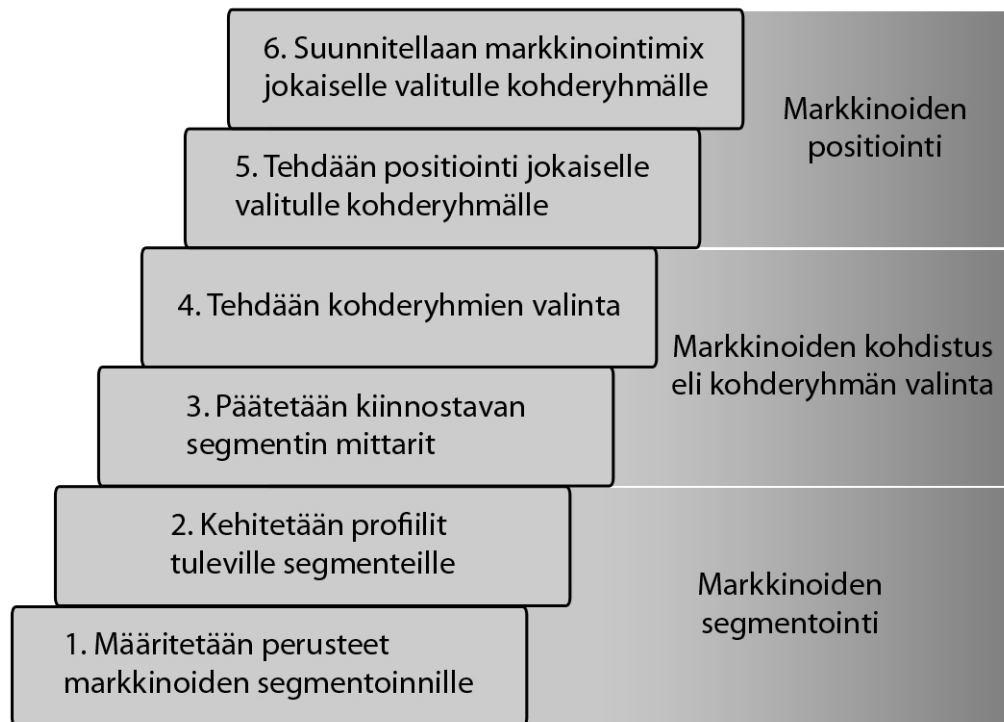 6. Suunnitellaan markkinointimix
jokaiselle valitulle kohderyhmälle
Markkinoiden
positiointi
5. Tehdään positiointi jokaiselle
valitulle kohderyhmälle
4. Tehdään kohderyhmien valinta
Markkinoiden kohdistus
eli kohderyhmän valinta
3. Päätetään kiinnostavan
segmentin mittarit
2. Kehitetään profiilit
tuleville segmenteille
Markkinoiden
segmentointi
1. Määritetään perusteet
markkinoiden segmentoinnille